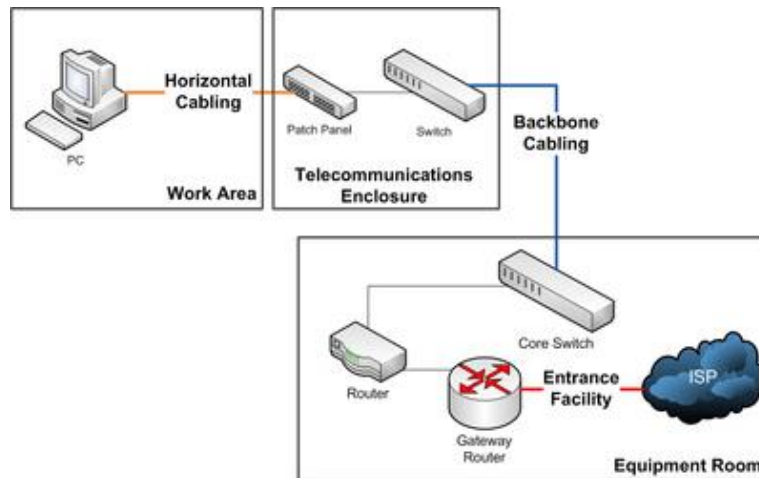 Horizontal
Cabling
PC
Work Area
Patch Panel
Switch
Telecommunications
Enclosure
Backbone
Cabling
Core Switch
Router
Gateway
Router
Entrance
Facility
ISP
Equipment Room